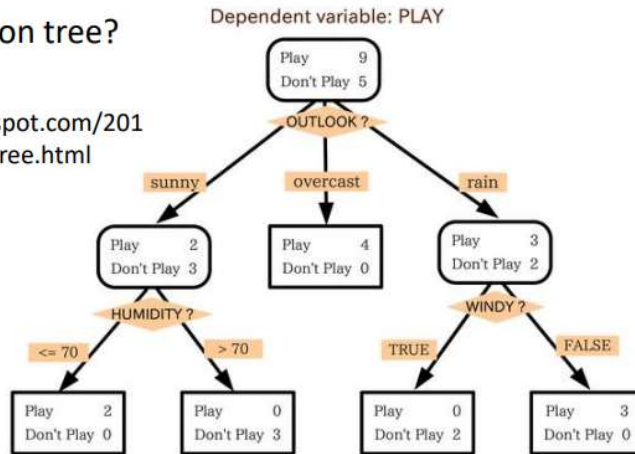 on tree?
spot.com/201
ree.html
Dependent variable: PLAY
Play 9
Don't Play 5
OUTLOOK ?
sunny
overcast
rain
Play 2
Don't Play 3
Play 4
Don't Play 0
Play 3
Don't Play 2
HUMIDITY ?
WINDY ?
<= 70
> 70
TRUE
FALSE
Play 2
Don't Play 0
Play 0
Don't Play 3
Play 0
Don't Play 2
Play 3
Don't Play 0